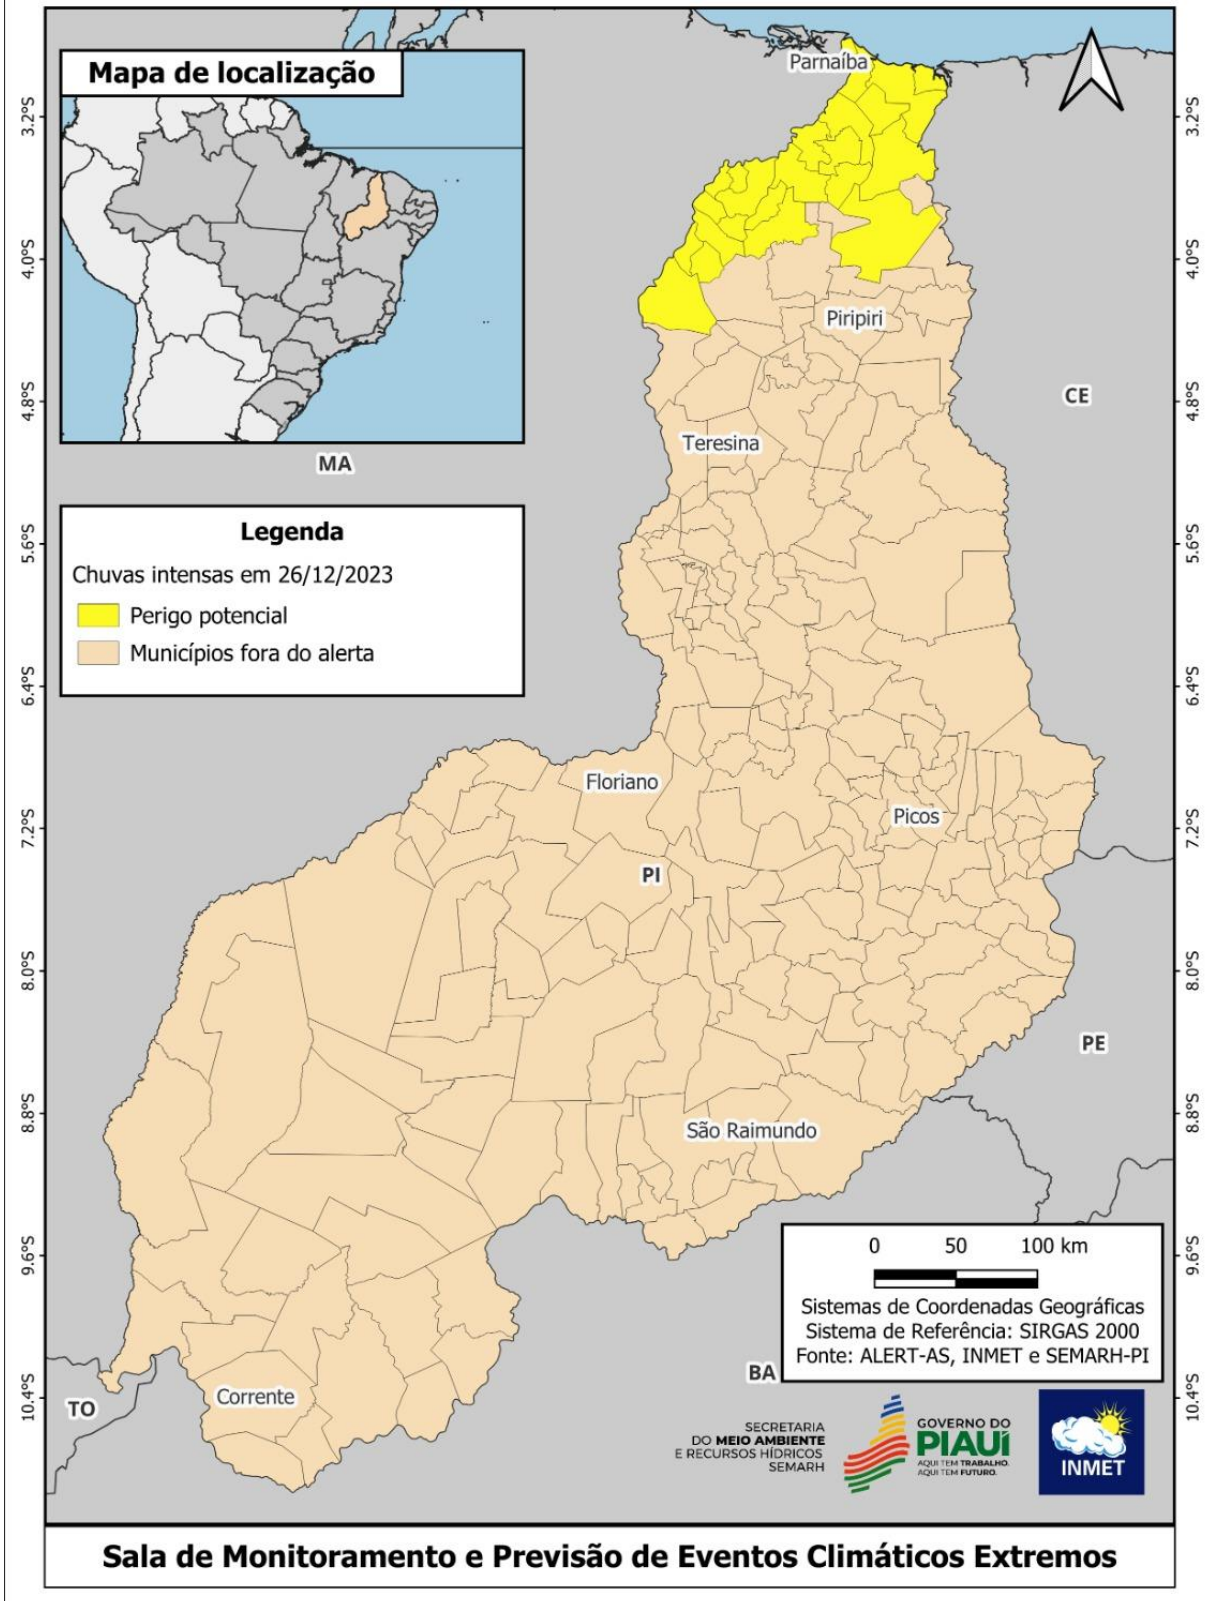 Mapa de localização
Parnaíba
3.2°S
3.2°S
4.0°S
4.0°S
Piripiri
4.8°S
4.8°S
CE
Teresina
MA
Legenda
Chuvas intensas em 26/12/2023
Perigo potencial
Municípios fora do alerta
5.6°S
5.6°S
6.4°S
6.4°S
Floriano
Picos
7.2°S
7.2°S
PI
8.0°S
8.0°S
PE
8.8°S
8.8°S
São Raimundo
9.6°S
9.6°S
0 50 100 km
Sistemas de Coordenadas Geográficas
Sistema de Referência: SIRGAS 2000
Fonte: ALERT-AS, INMET e SEMARH-PI
BA
Corrente
TO
10.4°S
10.4°S
SECRETARIA
DO MEIO AMBIENTE
E RECURSOS HÍDRICOS
SEMARH
GOVERNO DO
PIAUÍ
AQUI TEM TRABALHO.
AQUI TEM FUTURO.
INMET
Sala de Monitoramento e Previsão de Eventos Climáticos Extremos